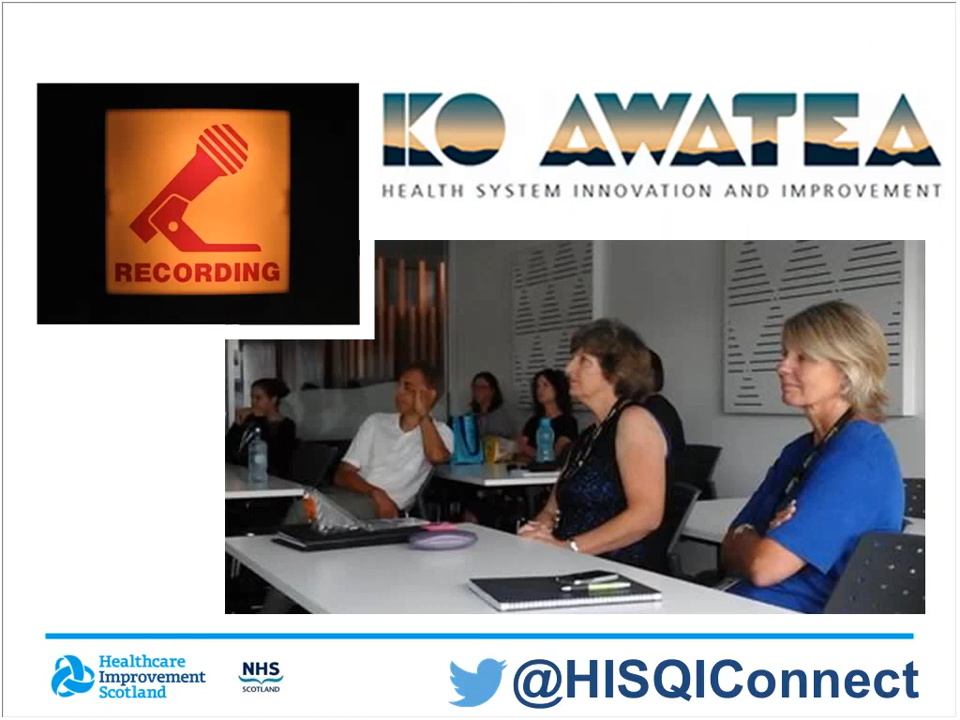 KO AWATEA
HEALTH SYSTEM INNOVATION AND IMPROVEMENT
RECORDING
Healthcare
Improvement
Scotland
NHS
SCOTLAND
@HISQIConnect